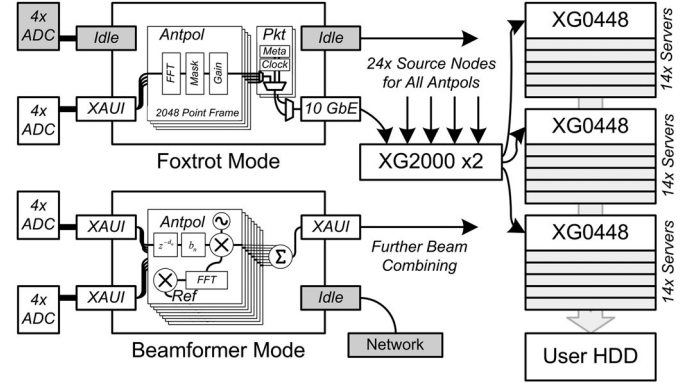 4x
ADC
Idle
Antpol
FFT
Mask
Gain
2048 Point Frame
Pkt
Meta
Clock
Idle
4x
ADC
XAUI
10 GbE
Foxtrot Mode
24x Source Nodes
for All Antpols
XG2000 x2
XG0448
14x Servers
XG0448
14x Servers
XG0448
14x Servers
User HDD
4x
ADC
XAUI
Antpol
z^{-d_n}
b_n
FFT
Ref
Σ
XAUI
Further Beam
Combining
4x
ADC
XAUI
Idle
Network
Beamformer Mode